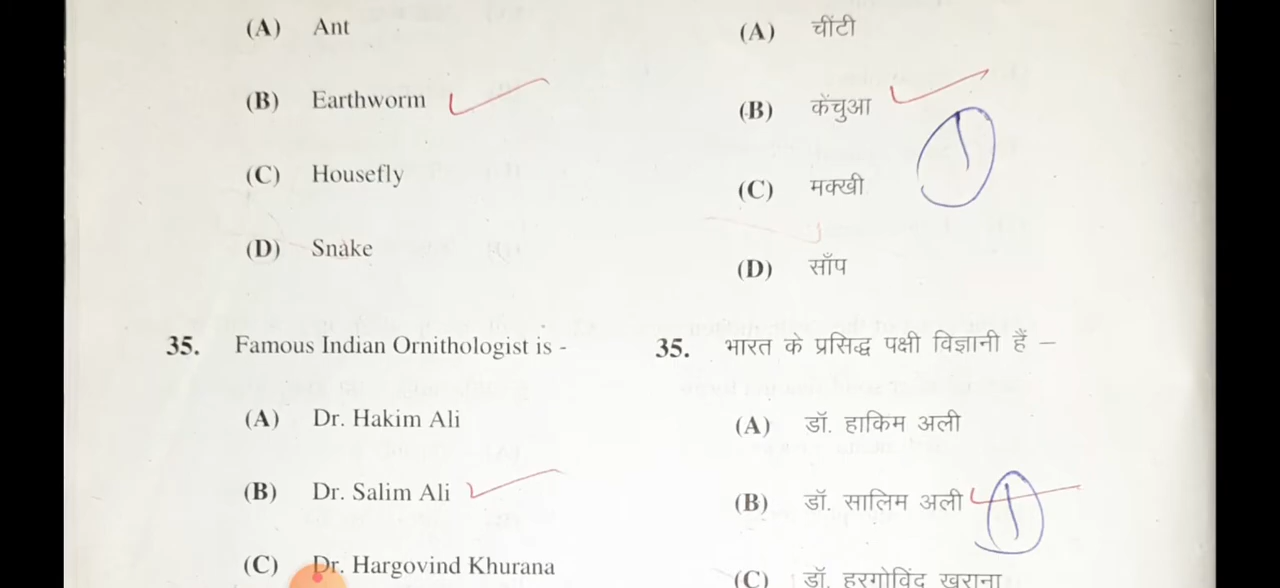 (A) Ant
(B) Earthworm
(C) Housefly
(D) Snake
35. Famous Indian Ornithologist is -
(A) Dr. Hakim Ali
(B) Dr. Salim Ali
(C) Dr. Hargovind Khurana
(A) चींटी
(B) केंचुआ
(C) मक्खी
(D) साँप
35. भारत के प्रसिद्ध पक्षी विज्ञानी हैं –
(A) डॉ. हाकिम अली
(B) डॉ. सालिम अली
(C) डॉ. हरगोविंद खुराना